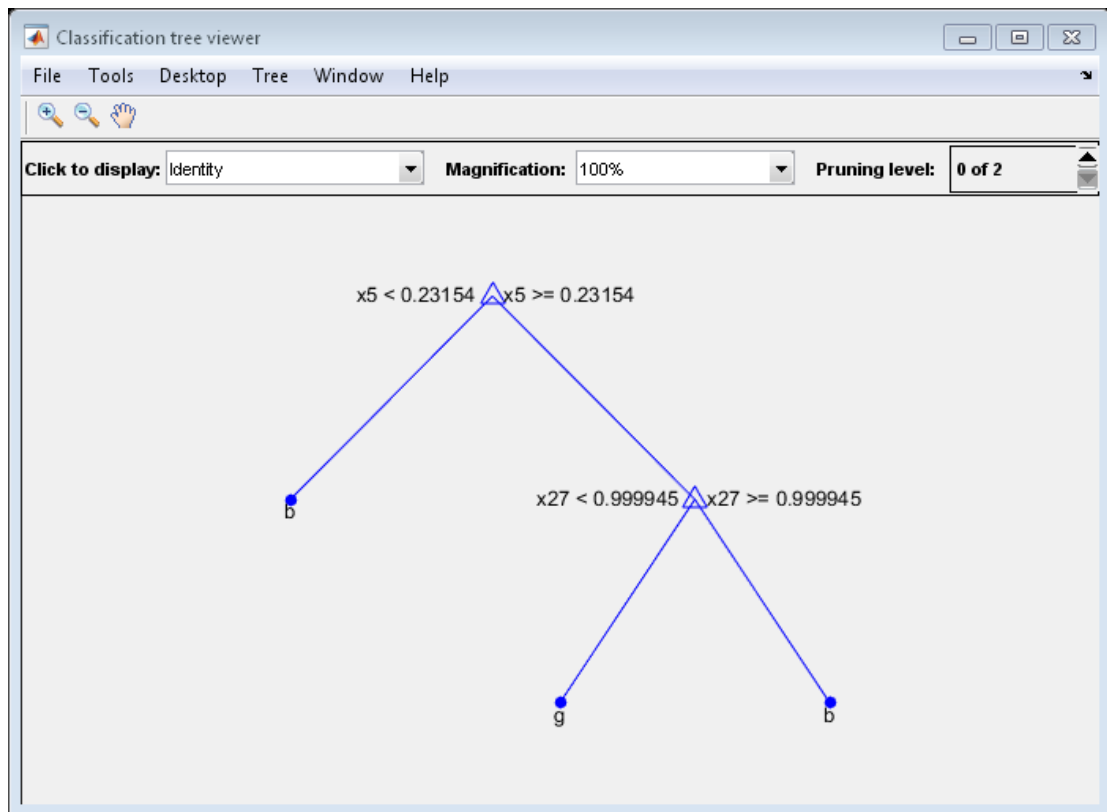 Classification tree viewer
File Tools Desktop Tree Window Help
Click to display: Identity Magnification: 100% Pruning level: 0 of 2
x5 < 0.23154 x5 >= 0.23154
b
x27 < 0.999945 x27 >= 0.999945
g b